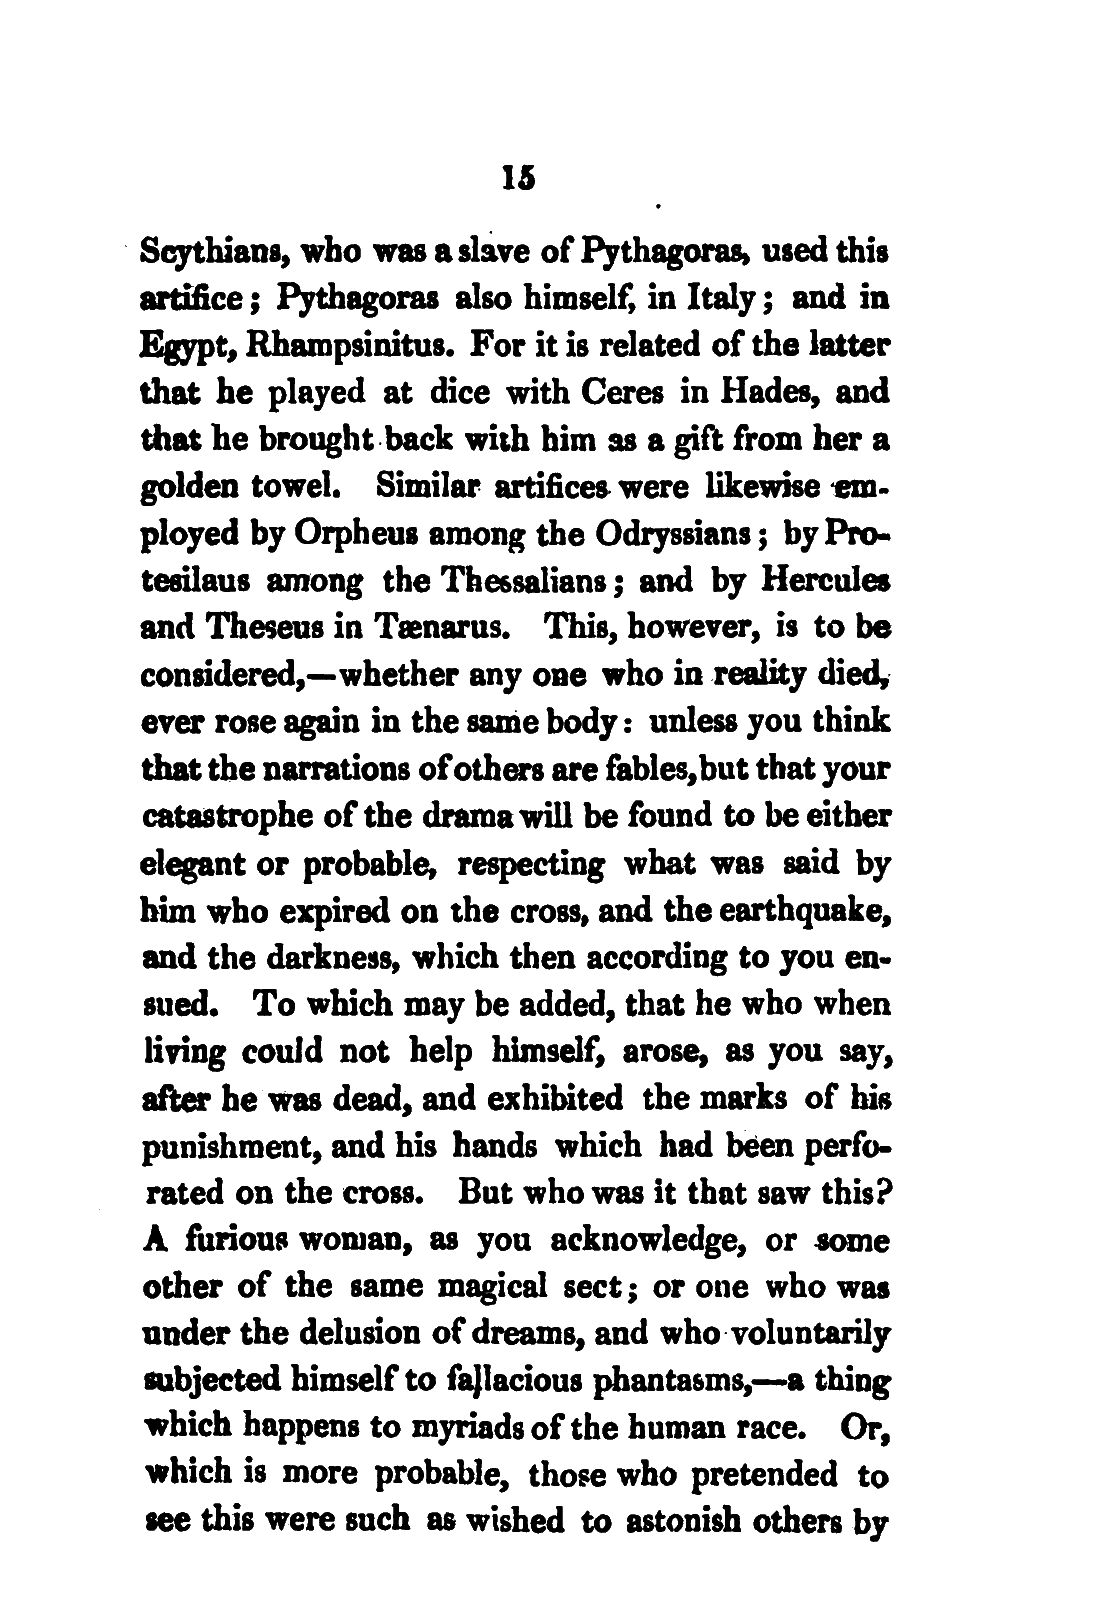 15
Scythians, who was a slave of Pythagoras, used this
artifice; Pythagoras also himself, in Italy; and in
Egypt, Rhampsinitus. For it is related of the latter
that he played at dice with Ceres in Hades, and
that he brought back with him as a gift from her a
golden towel. Similar artifices were likewise em-
ployed by Orpheus among the Odryssians; by Pro-
tesilaus among the Thessalians; and by Hercules
and Theseus in Tænarus. This, however, is to be
considered,—whether any one who in reality died,
ever rose again in the same body: unless you think
that the narrations of others are fables, but that your
catastrophe of the drama will be found to be either
elegant or probable, respecting what was said by
him who expired on the cross, and the earthquake,
and the darkness, which then according to you en-
sued. To which may be added, that he who when
living could not help himself, arose, as you say,
after he was dead, and exhibited the marks of his
punishment, and his hands which had been perfo-
rated on the cross. But who was it that saw this?
A furious woman, as you acknowledge, or some
other of the same magical sect; or one who was
under the delusion of dreams, and who voluntarily
subjected himself to fallacious phantasms,—a thing
which happens to myriads of the human race. Or,
which is more probable, those who pretended to
see this were such as wished to astonish others by